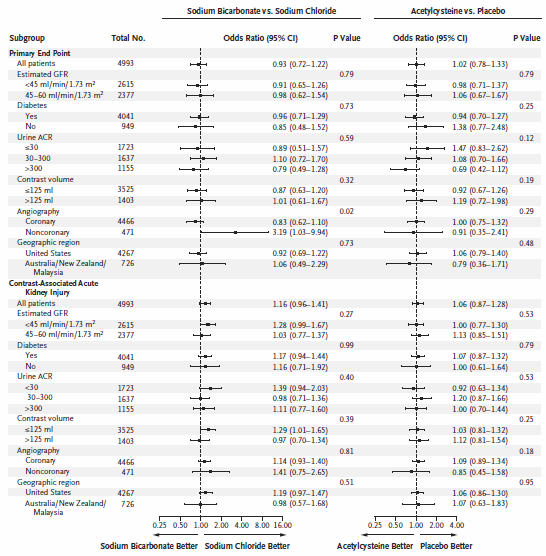 Sodium Bicarbonate vs. Sodium Chloride Acetylcysteine vs. Placebo
Subgroup Total No. Odds Ratio (95% CI) P Value Odds Ratio (95% CI) P Value
Primary End Point
All patients 4993 0.93 (0.72–1.22) 1.02 (0.78–1.33)
Estimated GFR 0.79 0.79
<45 ml/min/1.73 m² 2615 0.91 (0.65–1.26) 0.98 (0.71–1.37)
45–60 ml/min/1.73 m² 2377 0.98 (0.62–1.54) 1.06 (0.67–1.67)
Diabetes 0.73 0.25
Yes 4041 0.96 (0.71–1.29) 0.94 (0.70–1.27)
No 949 0.85 (0.48–1.52) 1.38 (0.77–2.48)
Urine ACR 0.59 0.12
≤30 1723 0.89 (0.51–1.57) 1.47 (0.83–2.62)
30–300 1637 1.10 (0.72–1.70) 1.08 (0.70–1.66)
>300 1155 0.79 (0.49–1.28) 0.69 (0.42–1.12)
Contrast volume 0.32 0.19
≤125 ml 3525 0.87 (0.63–1.20) 0.92 (0.67–1.26)
>125 ml 1403 1.01 (0.61–1.67) 1.19 (0.72–1.98)
Angiography 0.02 0.29
Coronary 4466 0.83 (0.62–1.10) 1.00 (0.75–1.32)
Noncoronary 471 3.19 (1.03–9.94) 0.91 (0.35–2.41)
Geographic region 0.73 0.48
United States 4267 0.92 (0.69–1.22) 1.06 (0.79–1.40)
Australia/New Zealand/ 726 1.06 (0.49–2.29) 0.79 (0.36–1.71)
Malaysia
Contrast-Associated Acute
Kidney Injury
All patients 4993 1.16 (0.96–1.41) 1.06 (0.87–1.28)
Estimated GFR 0.27 0.53
<45 ml/min/1.73 m² 2615 1.28 (0.99–1.67) 1.00 (0.77–1.30)
45–60 ml/min/1.73 m² 2377 1.03 (0.77–1.37) 1.13 (0.85–1.51)
Diabetes 0.99 0.79
Yes 4041 1.17 (0.94–1.44) 1.07 (0.87–1.32)
No 949 1.16 (0.71–1.92) 1.00 (0.61–1.64)
Urine ACR 0.40 0.53
<30 1723 1.39 (0.94–2.03) 0.92 (0.63–1.34)
30–300 1637 0.98 (0.71–1.36) 1.20 (0.87–1.66)
>300 1155 1.11 (0.77–1.60) 1.00 (0.70–1.44)
Contrast volume 0.39 0.25
≤125 ml 3525 1.29 (1.01–1.65) 1.03 (0.81–1.32)
>125 ml 1403 0.97 (0.70–1.34) 1.12 (0.81–1.54)
Angiography 0.81 0.18
Coronary 4466 1.14 (0.93–1.40) 1.09 (0.89–1.34)
Noncoronary 471 1.41 (0.75–2.65) 0.85 (0.45–1.58)
Geographic region 0.51 0.95
United States 4267 1.19 (0.97–1.47) 1.06 (0.86–1.30)
Australia/New Zealand/ 726 0.98 (0.57–1.68) 1.07 (0.63–1.83)
Malaysia
0.25 0.50 1.00 2.00 4.00 8.00 16.00 0.25 0.50 1.00 2.00 4.00
Sodium Bicarbonate Better Sodium Chloride Better Acetylcysteine Better Placebo Better